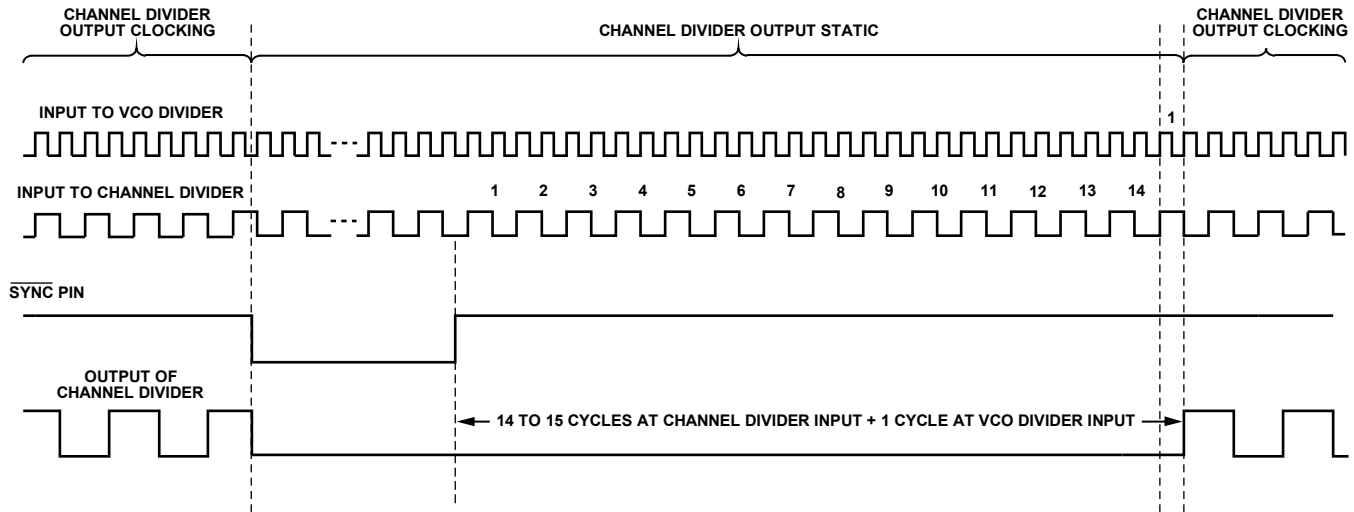 CHANNEL DIVIDER
OUTPUT CLOCKING
CHANNEL DIVIDER OUTPUT STATIC
CHANNEL DIVIDER
OUTPUT CLOCKING
INPUT TO VCO DIVIDER
1
INPUT TO CHANNEL DIVIDER
1 2 3 4 5 6 7 8 9 10 11 12 13 14
SYNC PIN
OUTPUT OF
CHANNEL DIVIDER
14 TO 15 CYCLES AT CHANNEL DIVIDER INPUT + 1 CYCLE AT VCO DIVIDER INPUT